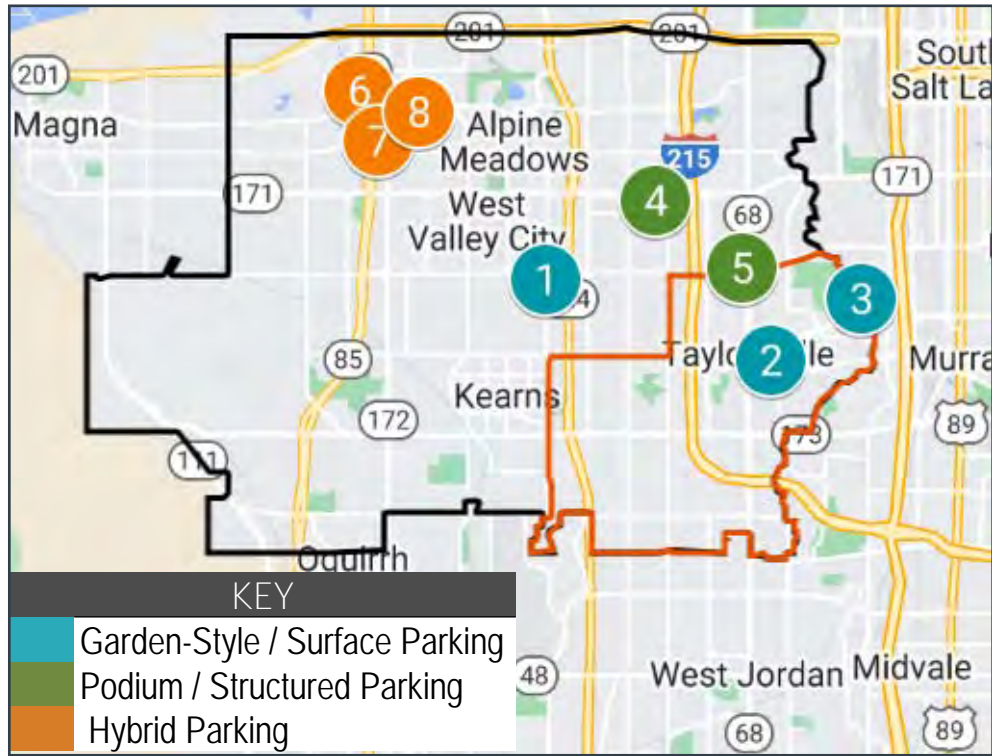 201
201
201
South
Salt La
Magna
6
8
7
Alpine
Meadows
215
171
171
4
68
West
Valley City
5
1
3
Taylo
ille
2
Murra
85
Kearns
172
89
173
111
Oquirrh
KEY
Garden-Style / Surface Parking
Podium / Structured Parking
Hybrid Parking
48
West Jordan
Midvale
68
89